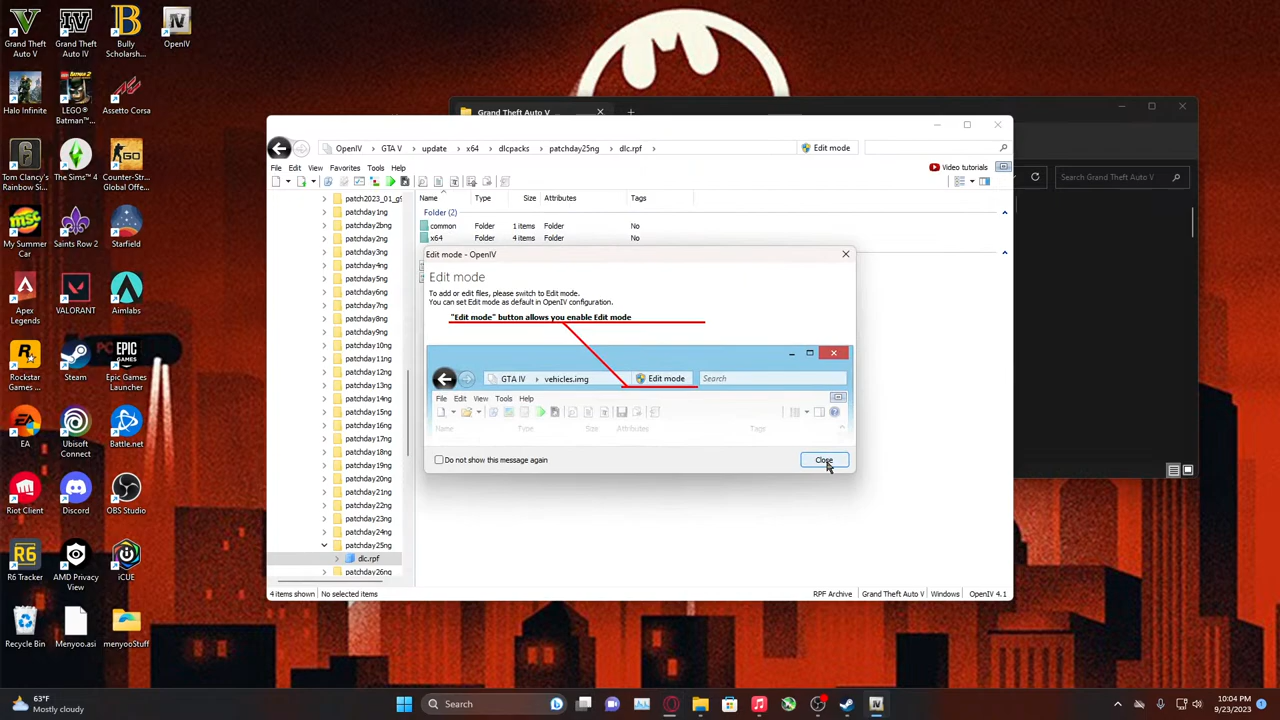 Grand Theft Auto V
Grand Theft Auto IV
Bully Scholarsh...
OpenIV
Halo Infinite
LEGO® Batman™...
Assetto Corsa
Tom Clancy's Rainbow Si...
The Sims™ 4
Counter-St... Global Offe...
My Summer Car
Saints Row 2
Starfield
Apex Legends
VALORANT
Aimlabs
Rockstar Games ...
Steam
Epic Games Launcher
EA
Ubisoft Connect
Battle.net
Riot Client
Discord
OBS Studio
R6 Tracker
AMD Privacy View
iCUE
Recycle Bin
Menyoo.asi
menyooStuff
Grand Theft Auto V
Search Grand Theft Auto V
OpenIV GTA V update x64 dlcpacks patchday25ng dlc.rpf
Edit mode
File Edit View Favorites Tools Help
Video tutorials
patch2023_01_g9
patchday1ng
patchday2bng
patchday2ng
patchday3ng
patchday4ng
patchday5ng
patchday6ng
patchday7ng
patchday8ng
patchday9ng
patchday10ng
patchday11ng
patchday12ng
patchday13ng
patchday14ng
patchday15ng
patchday16ng
patchday17ng
patchday18ng
patchday19ng
patchday20ng
patchday21ng
patchday22ng
patchday23ng
patchday24ng
patchday25ng
dlc.rpf
patchday26ng
Name Type Size Attributes Tags
Folder (2)
common Folder 1 items Folder No
x64 Folder 4 items Folder No
Edit mode - OpenIV
Edit mode
To add or edit files, please switch to Edit mode.
You can set Edit mode as default in OpenIV configuration.
"Edit mode" button allows you enable Edit mode
GTA IV vehicles.img Edit mode Search
File Edit View Tools Help
Name Type Size Attributes Tags
Do not show this message again
Close
4 items shown No selected items
RPF Archive Grand Theft Auto V Windows OpenIV 4.1
63°F
Mostly cloudy
Search
10:04 PM
9/23/2023